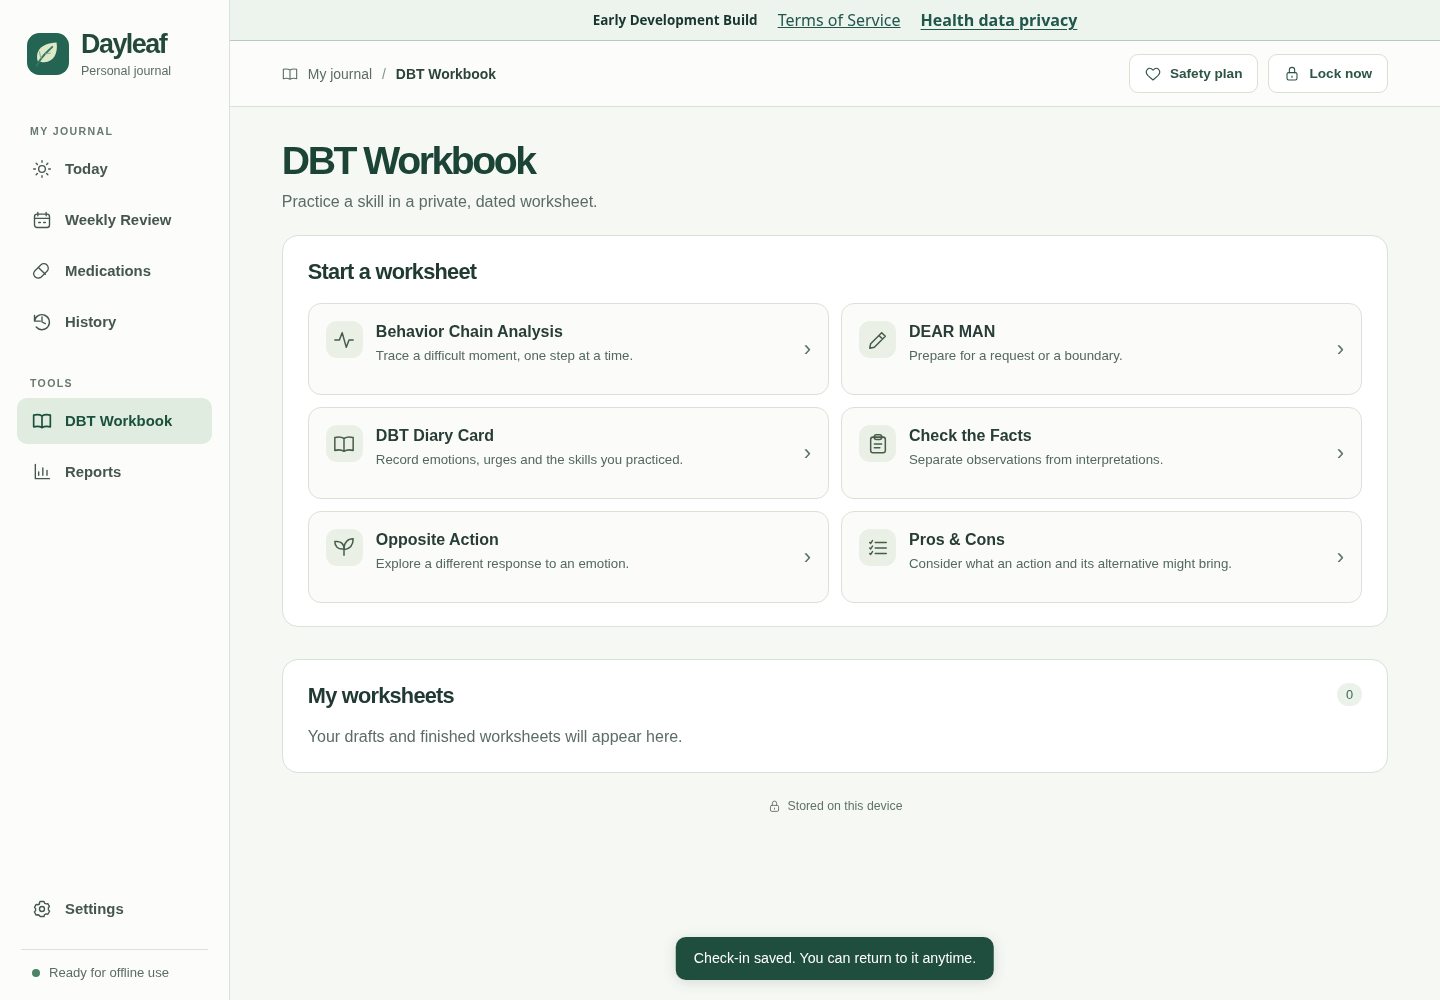 Dayleaf
Personal journal
MY JOURNAL
Today
Weekly Review
Medications
History
TOOLS
DBT Workbook
Reports
Settings
Ready for offline use
Early Development Build Terms of Service Health data privacy
My journal / DBT Workbook
Safety plan
Lock now
DBT Workbook
Practice a skill in a private, dated worksheet.
Start a worksheet
Behavior Chain Analysis
Trace a difficult moment, one step at a time.
DEAR MAN
Prepare for a request or a boundary.
DBT Diary Card
Record emotions, urges and the skills you practiced.
Check the Facts
Separate observations from interpretations.
Opposite Action
Explore a different response to an emotion.
Pros & Cons
Consider what an action and its alternative might bring.
My worksheets
0
Your drafts and finished worksheets will appear here.
Stored on this device
Check-in saved. You can return to it anytime.